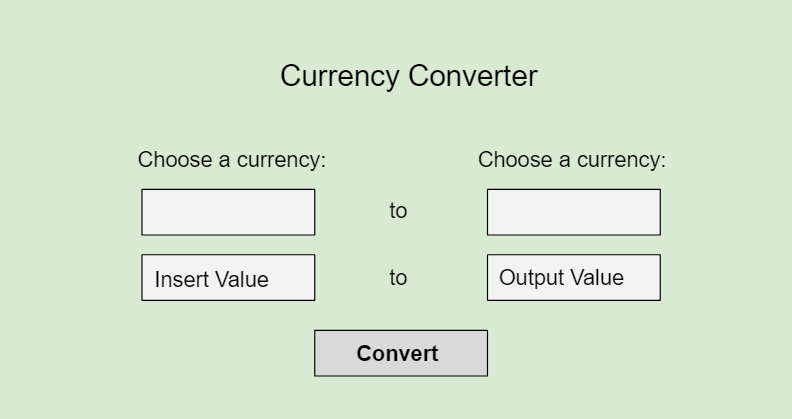 Currency Converter
Choose a currency: Choose a currency:
to
Insert Value to Output Value
Convert